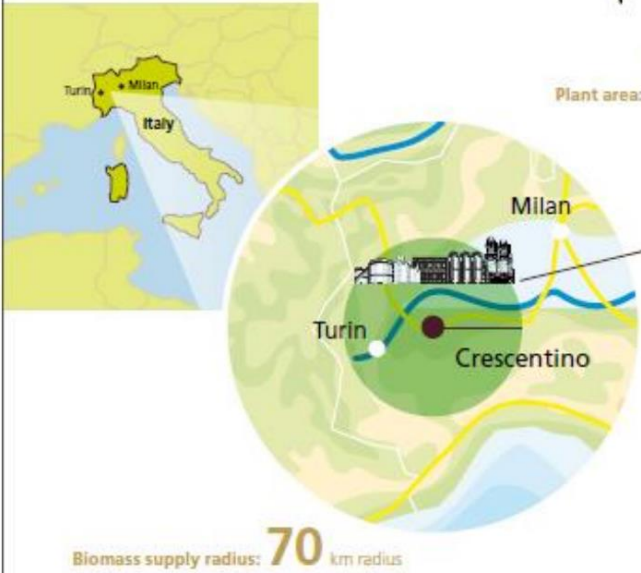 Turin
Milan
Italy
Plant area:
Milan
Turin
Crescentino
Biomass supply radius: 70 km radius